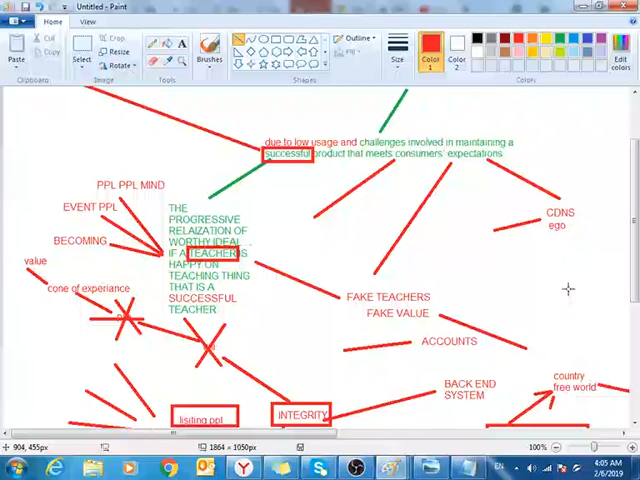 Untitled - Paint
Home
View
Paste
Cut
Copy
Clipboard
Select
Crop
Resize
Rotate
Image
Tools
Brushes
Shapes
Outline
Fill
Size
Color 1
Color 2
Colors
Edit colors
due to low usage and challenges involved in maintaining a
successful product that meets consumers' expectations
PPL PPL MIND
EVENT PPL
BECOMING
value
cone of experiance
THE
PROGRESSIVE
RELAIZATION OF
WORTHY IDEAL
IF A TEACHER IS
HAPPY ON
TEACHING THING
THAT IS A
SUCCESSFUL
TEACHER
CDNS
ego
FAKE TEACHERS
FAKE VALUE
ACCOUNTS
BACK END
SYSTEM
country
free world
lisiting ppl
INTEGRITY
904, 455px
1864 × 1050px
100%
EN
4:05 AM
2/6/2019